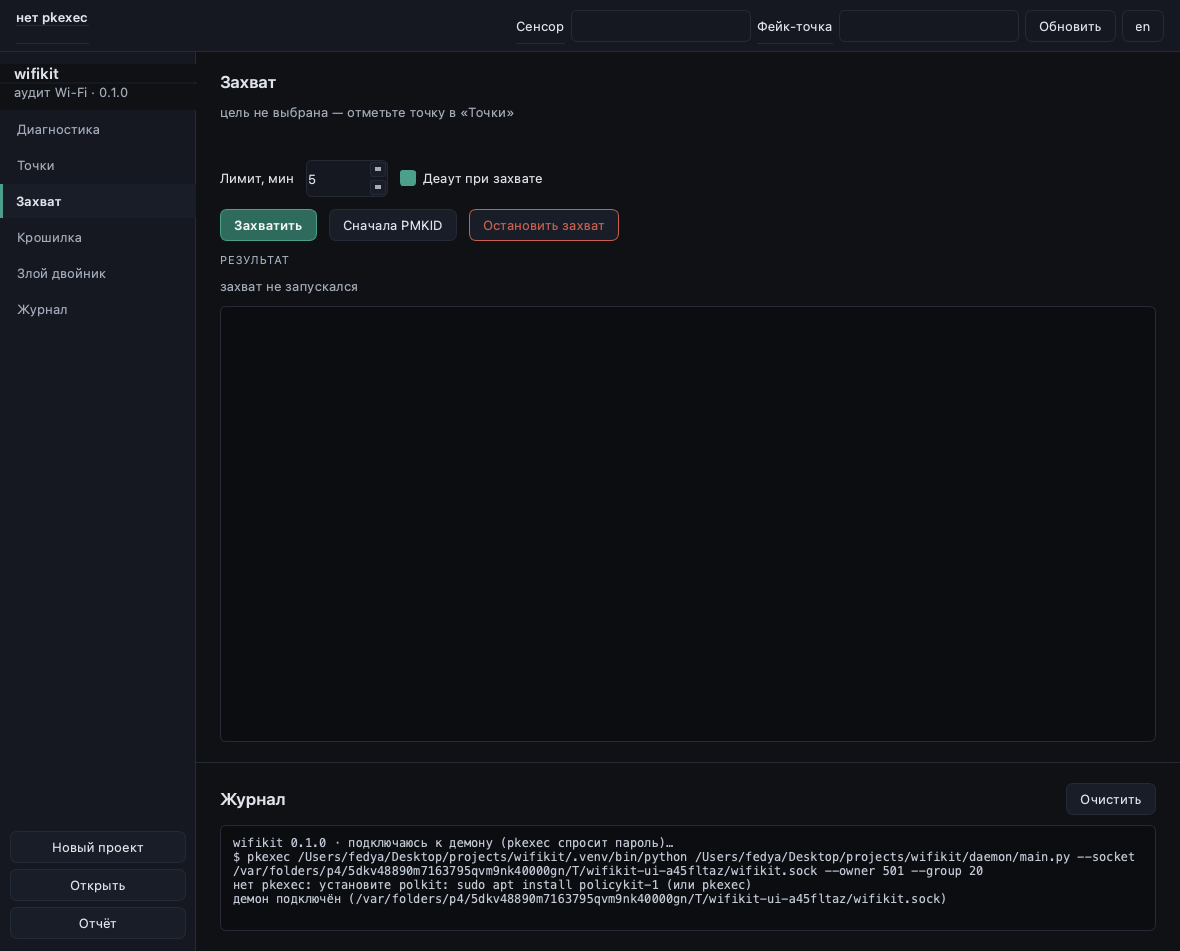 нет pkexec
Сенсор
Фейк-точка
Обновить
en
wifikit
аудит Wi-Fi · 0.1.0
Диагностика
Точки
Захват
Крошилка
Злой двойник
Журнал
Новый проект
Открыть
Отчёт
Захват
цель не выбрана — отметьте точку в «Точки»
Лимит, мин
5
Деаут при захвате
Захватить
Сначала PMKID
Остановить захват
РЕЗУЛЬТАТ
захват не запускался
Журнал
Очистить
wifikit 0.1.0 · подключаюсь к демону (pkexec спросит пароль)…
$ pkexec /Users/fedya/Desktop/projects/wifikit/.venv/bin/python /Users/fedya/Desktop/projects/wifikit/daemon/main.py --socket
/var/folders/p4/5dkv48890m7163795qvm9nk40000gn/T/wifikit-ui-a45fltaz/wifikit.sock --owner 501 --group 20
нет pkexec: установите polkit: sudo apt install policykit-1 (или pkexec)
демон подключён (/var/folders/p4/5dkv48890m7163795qvm9nk40000gn/T/wifikit-ui-a45fltaz/wifikit.sock)